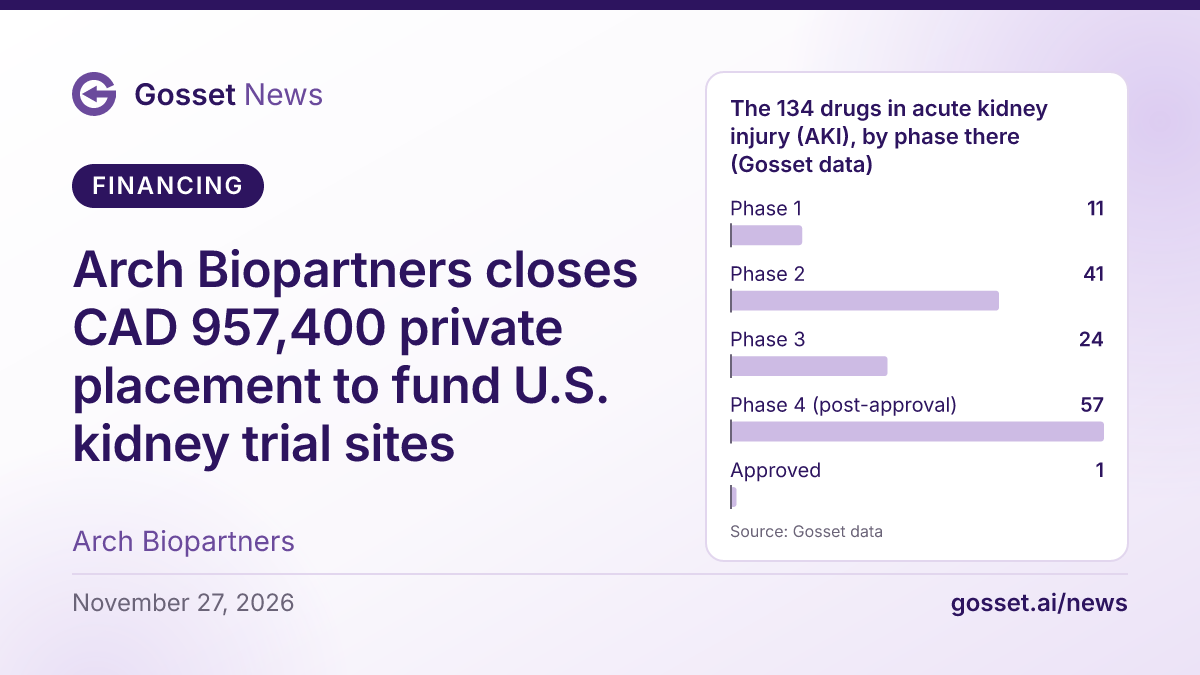 Gosset News
FINANCING
Arch Biopartners closes
CAD 957,400 private
placement to fund U.S.
kidney trial sites
Arch Biopartners
November 27, 2026
The 134 drugs in acute kidney
injury (AKI), by phase there
(Gosset data)
Phase 1 11
Phase 2 41
Phase 3 24
Phase 4 (post-approval) 57
Approved 1
Source: Gosset data
gosset.ai/news